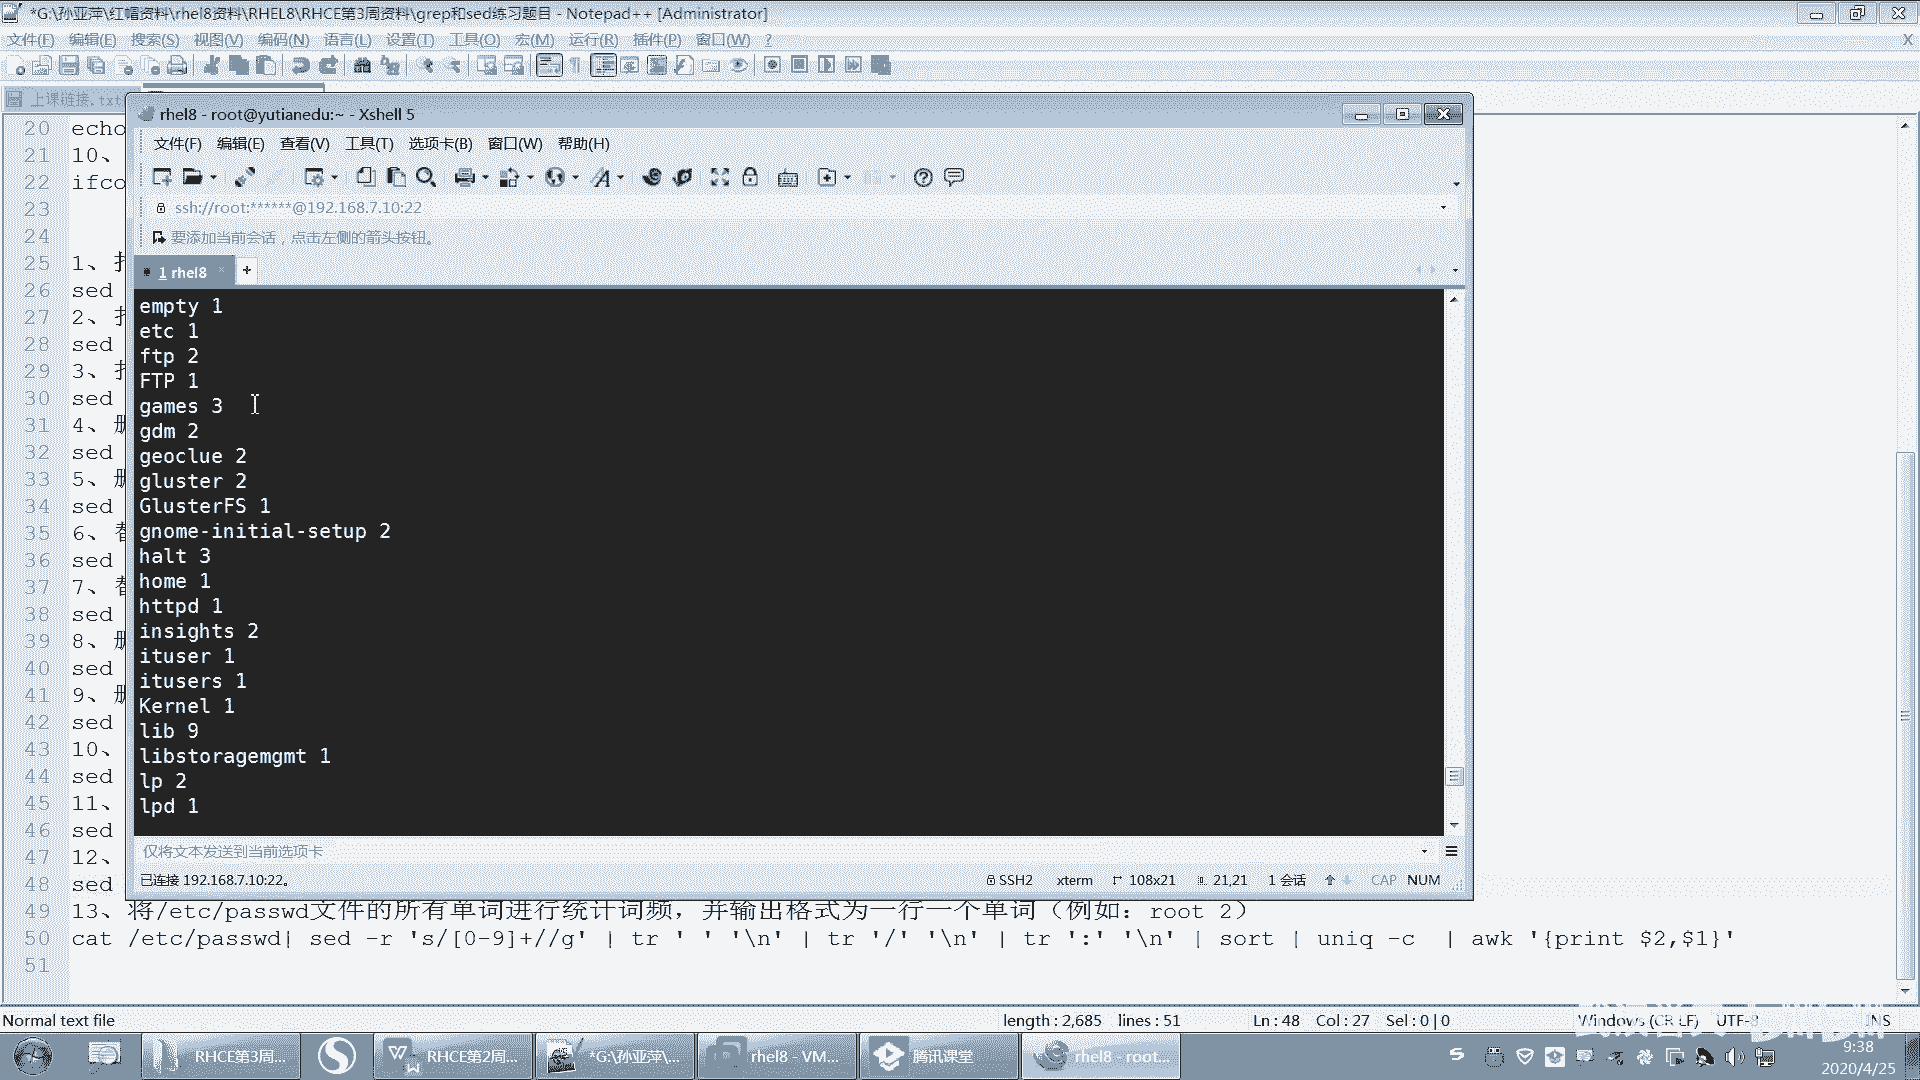 *G:\孙亚萍\红帽资料\rhel8资料\RHEL8\RHCE第3周资料\grep和sed练习题目 - Notepad++ [Administrator]
文件(F) 编辑(E) 搜索(S) 视图(V) 编码(N) 语言(L) 设置(T) 工具(O) 宏(M) 运行(R) 插件(P) 窗口(W) ?
上课链接.txt
rhel8 - root@yutianedu:~ - Xshell 5
文件(F) 编辑(E) 查看(V) 工具(T) 选项卡(B) 窗口(W) 帮助(H)
ssh://root:******@192.168.7.10:22
要添加当前会话，点击左侧的箭头按钮。
1 rhel8
empty 1
etc 1
ftp 2
FTP 1
games 3
gdm 2
geoclue 2
gluster 2
GlusterFS 1
gnome-initial-setup 2
halt 3
home 1
httpd 1
insights 2
ituser 1
itusers 1
Kernel 1
lib 9
libstoragemgmt 1
lp 2
lpd 1
仅将文本发送到当前选项卡
已连接 192.168.7.10:22。 SSH2 xterm 108x21 21,21 1 会话 CAP NUM
20 echo
21 10、
22 ifco
23
24
25 1、
26 sed
27 2、
28 sed
29 3、
30 sed
31 4、
32 sed
33 5、
34 sed
35 6、
36 sed
37 7、
38 sed
39 8、
40 sed
41 9、
42 sed
43 10、
44 sed
45 11、
46 sed
47 12、
48 sed
49 13、将/etc/passwd文件的所有单词进行统计词频，并输出格式为一行一个单词（例如：root 2）
50 cat /etc/passwd| sed -r 's/[0-9]+//g' | tr ' ' '\n' | tr '/' '\n' | tr ':' '\n' | sort | uniq -c  | awk '{print $2,$1}'
51
Normal text file length : 2,685 lines : 51 Ln : 48 Col : 27 Sel : 0 | 0 Windows (CR LF) UTF-8 INS
RHCE第3周... RHCE第2周... *G:\孙亚萍\... rhel8 - VM... 腾讯课堂 rhel8 - root...
9:38
2020/4/25